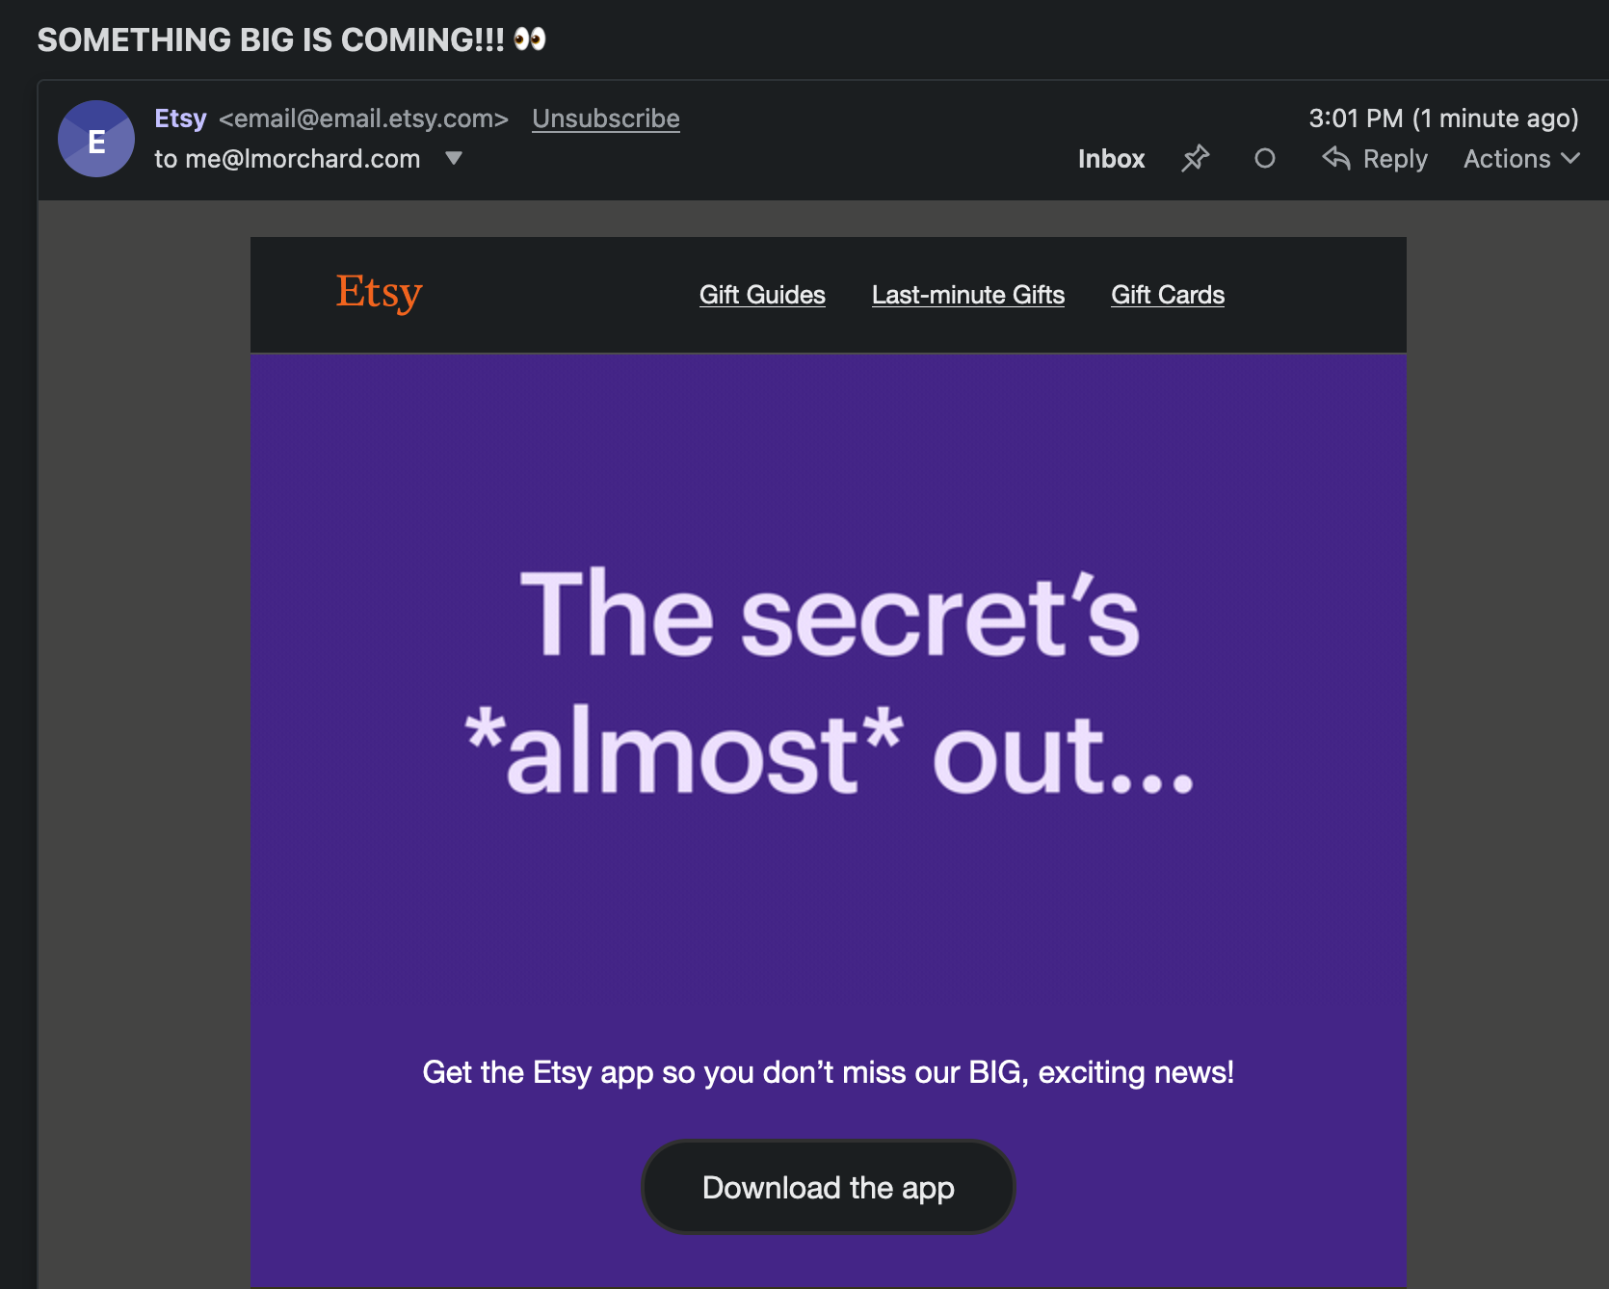 SOMETHING BIG IS COMING!!! 👀
Etsy <email@email.etsy.com> Unsubscribe
3:01 PM (1 minute ago)
E
to me@lmorchard.com
Inbox Reply Actions
Etsy Gift Guides Last-minute Gifts Gift Cards
The secret’s
*almost* out...
Get the Etsy app so you don’t miss our BIG, exciting news!
Download the app